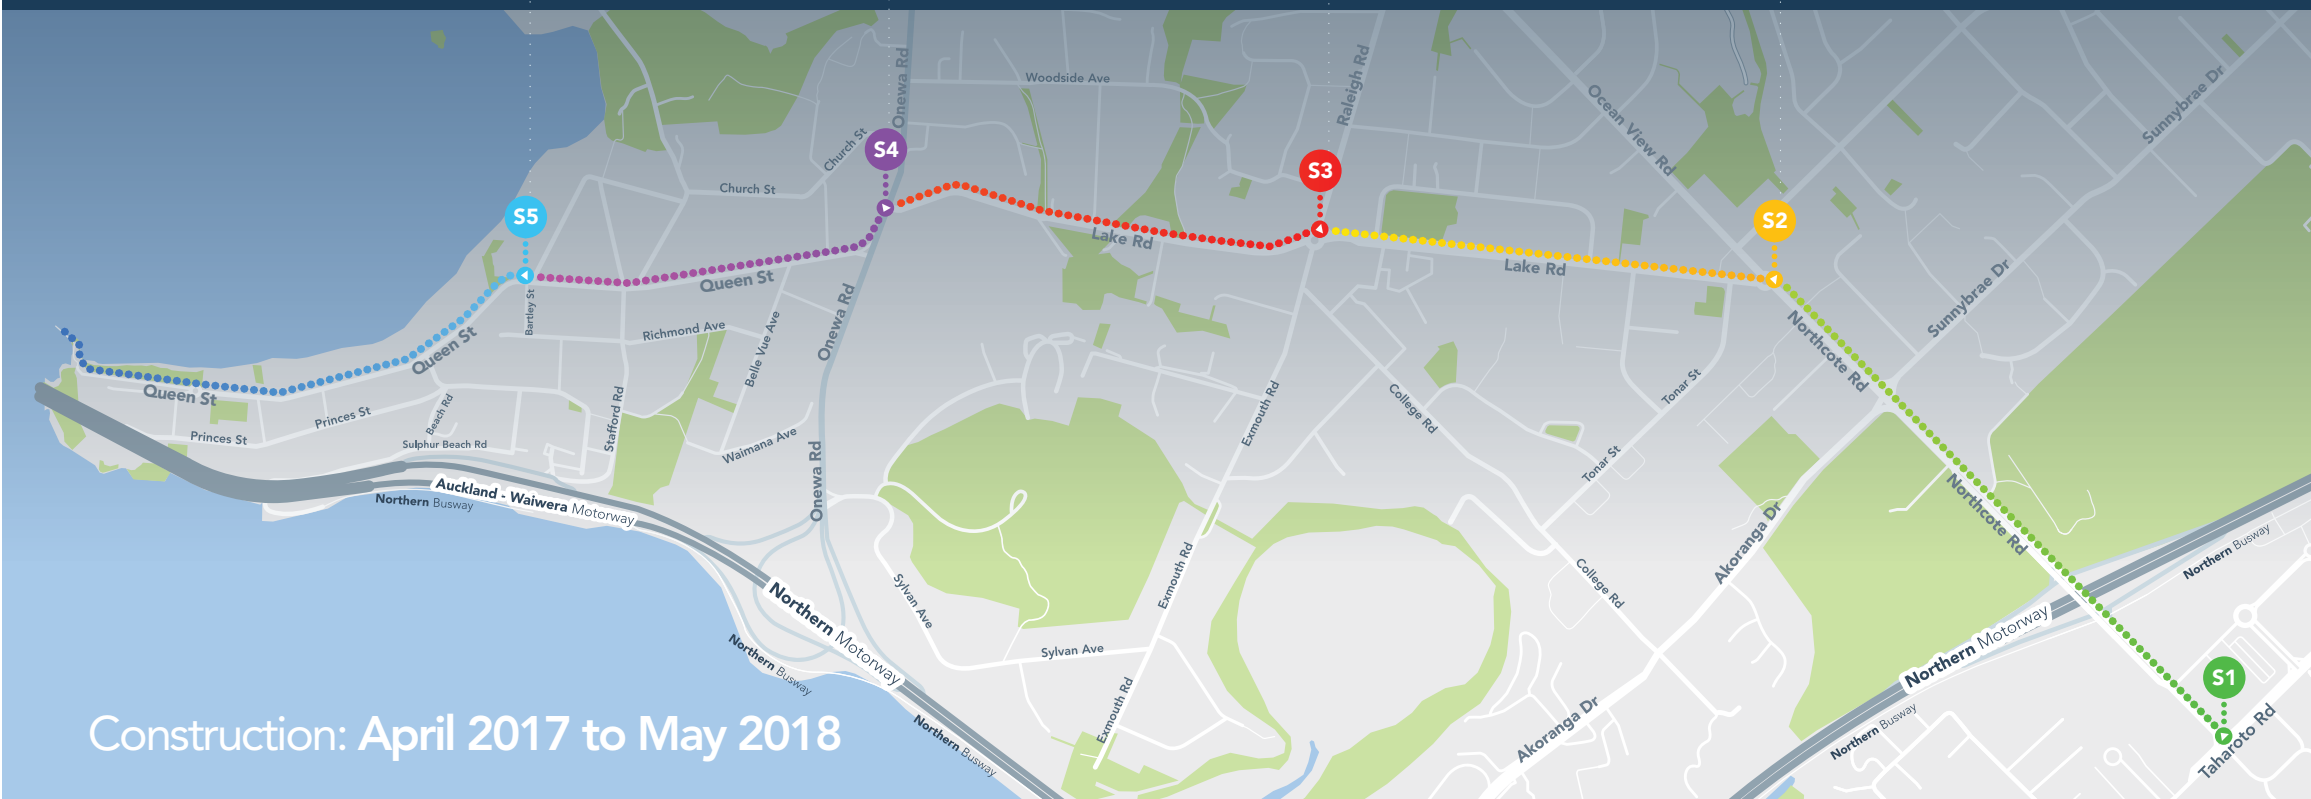 Onewa Rd
Woodside Ave
Raleigh Rd
Ocean View Rd
Sunnybrae Dr
Church St
S4
S3
Church St
S5
S2
Lake Rd
Lake Rd
Queen St
Bartley St
Sunnybrae Dr
Onewa Rd
Richmond Ave
Belle Vue Ave
Northcote Rd
Queen St
Queen St
Princes St
Princes St
Beach Rd
Stafford Rd
Tonar St
College Rd
Exmouth Rd
Sulphur Beach Rd
Waimana Ave
Onewa Rd
Tonar St
Auckland - Waiwera Motorway
Northern Busway
Northcote Rd
Akoranga Dr
Northern Busway
Exmouth Rd
College Rd
Sylvan Ave
Northern Motorway
Northern Motorway
Sylvan Ave
Northern Busway
S1
Exmouth Rd
Akoranga Dr
Northern Busway
Northern Busway
Taharoto Rd
Construction: April 2017 to May 2018